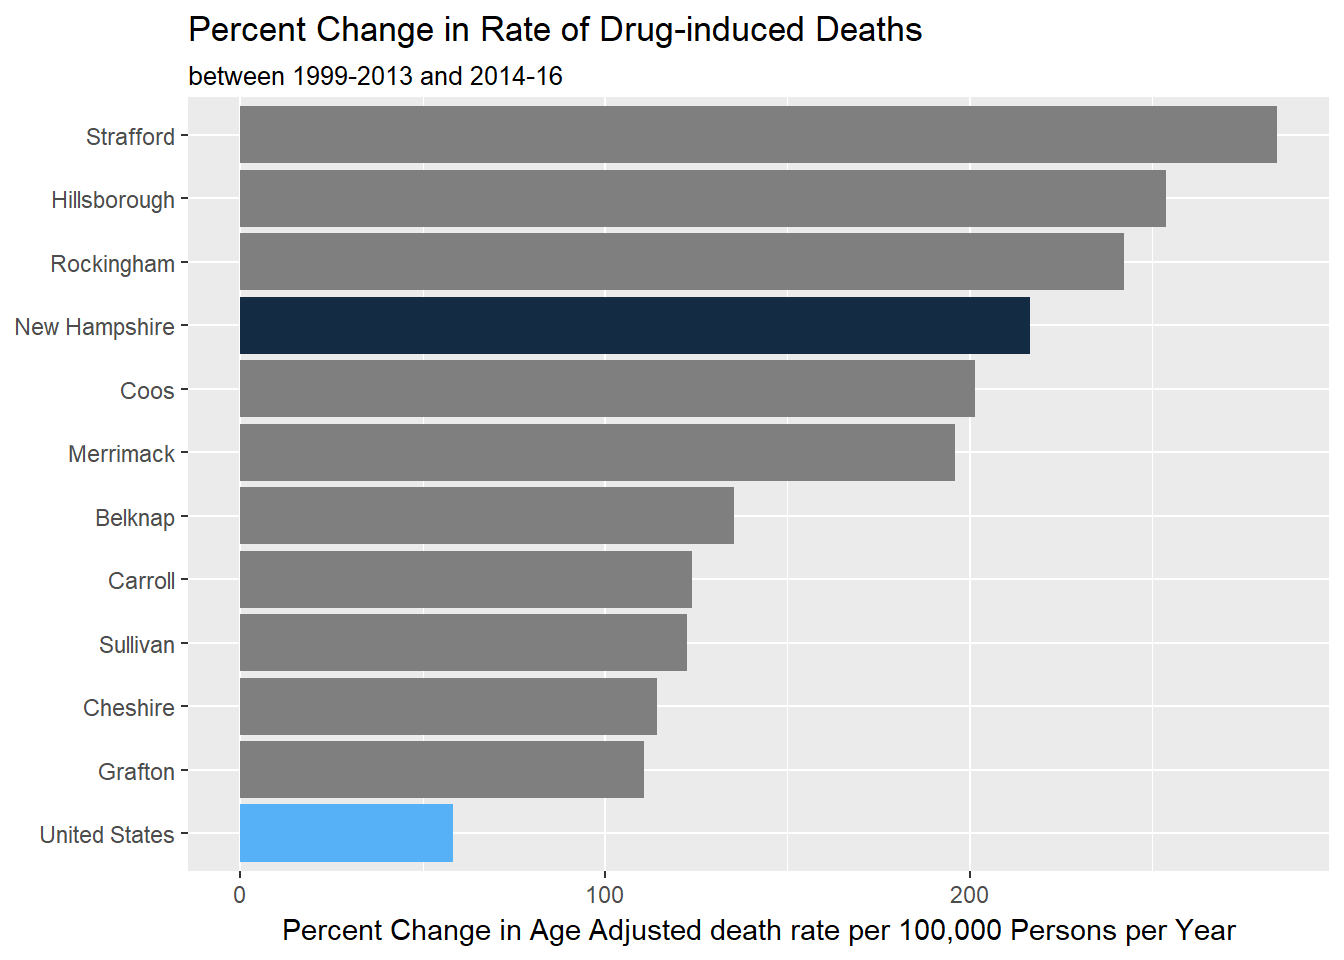 Percent Change in Rate of Drug-induced Deaths
between 1999-2013 and 2014-16
Strafford
Hillsborough
Rockingham
New Hampshire
Coos
Merrimack
Belknap
Carroll
Sullivan
Cheshire
Grafton
United States
0 100 200
Percent Change in Age Adjusted death rate per 100,000 Persons per Year